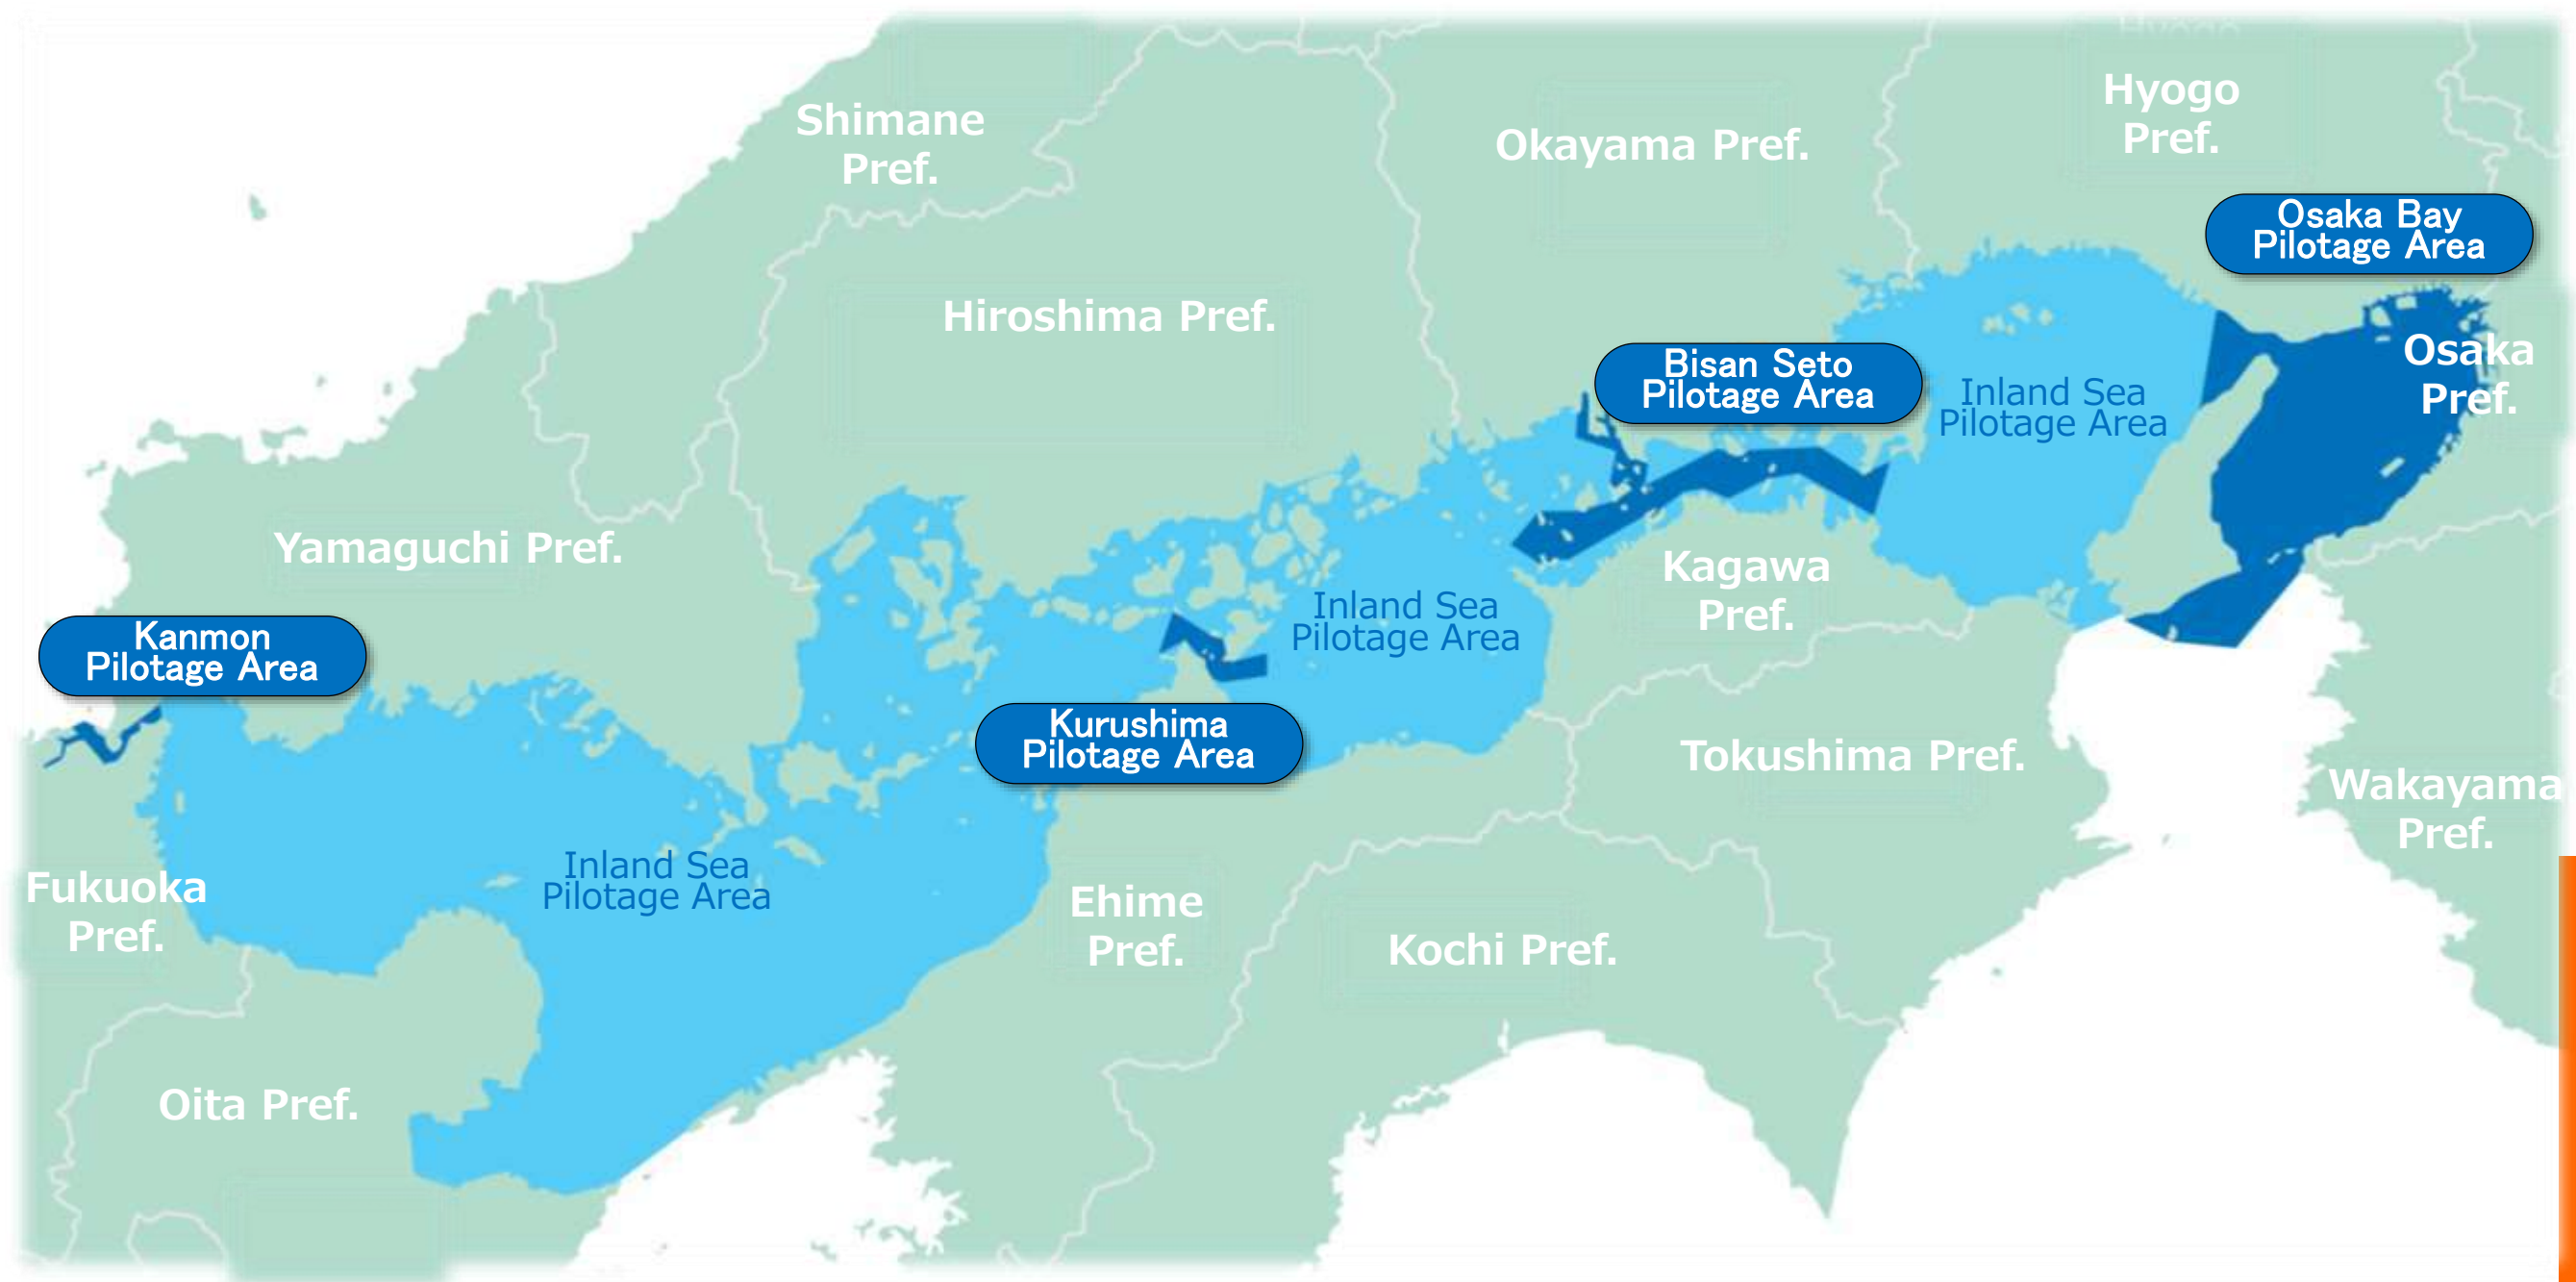 Hyogo
Hyogo
Pref.
Shimane
Pref.
Okayama Pref.
Osaka Bay
Pilotage Area
Hiroshima Pref.
Bisan Seto
Pilotage Area
Inland Sea
Pilotage Area
Osaka
Pref.
Yamaguchi Pref.
Kagawa
Pref.
Inland Sea
Pilotage Area
Kanmon
Pilotage Area
Kurushima
Pilotage Area
Tokushima Pref.
Wakayama
Pref.
Inland Sea
Pilotage Area
Fukuoka
Pref.
Ehime
Pref.
Kochi Pref.
Oita Pref.